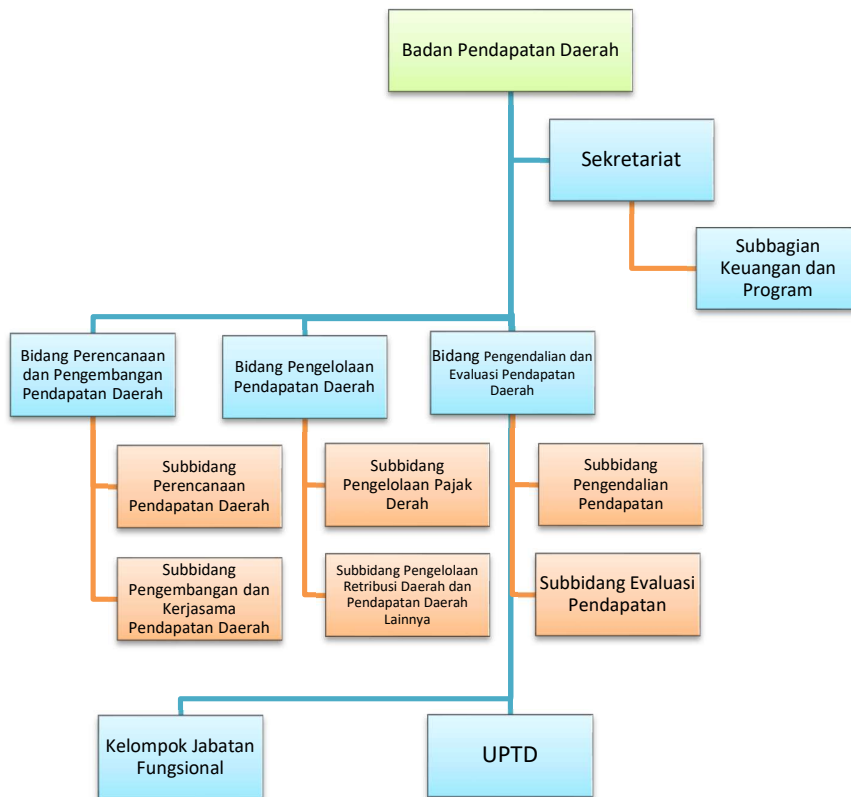 Badan Pendapatan Daerah
Sekretariat
Subbagian
Keuangan dan
Program
Bidang Perencanaan
dan Pengembangan
Pendapatan Daerah
Bidang Pengelolaan
Pendapatan Daerah
Bidang Pengendalian dan
Evaluasi Pendapatan
Daerah
Subbidang
Perencanaan
Pendapatan Daerah
Subbidang
Pengelolaan Pajak
Derah
Subbidang
Pengendalian
Pendapatan
Subbidang
Pengembangan dan
Kerjasama
Pendapatan Daerah
Subbidang Pengelolaan
Retribusi Daerah dan
Pendapatan Daerah
Lainnya
Subbidang Evaluasi
Pendapatan
Kelompok Jabatan
Fungsional
UPTD